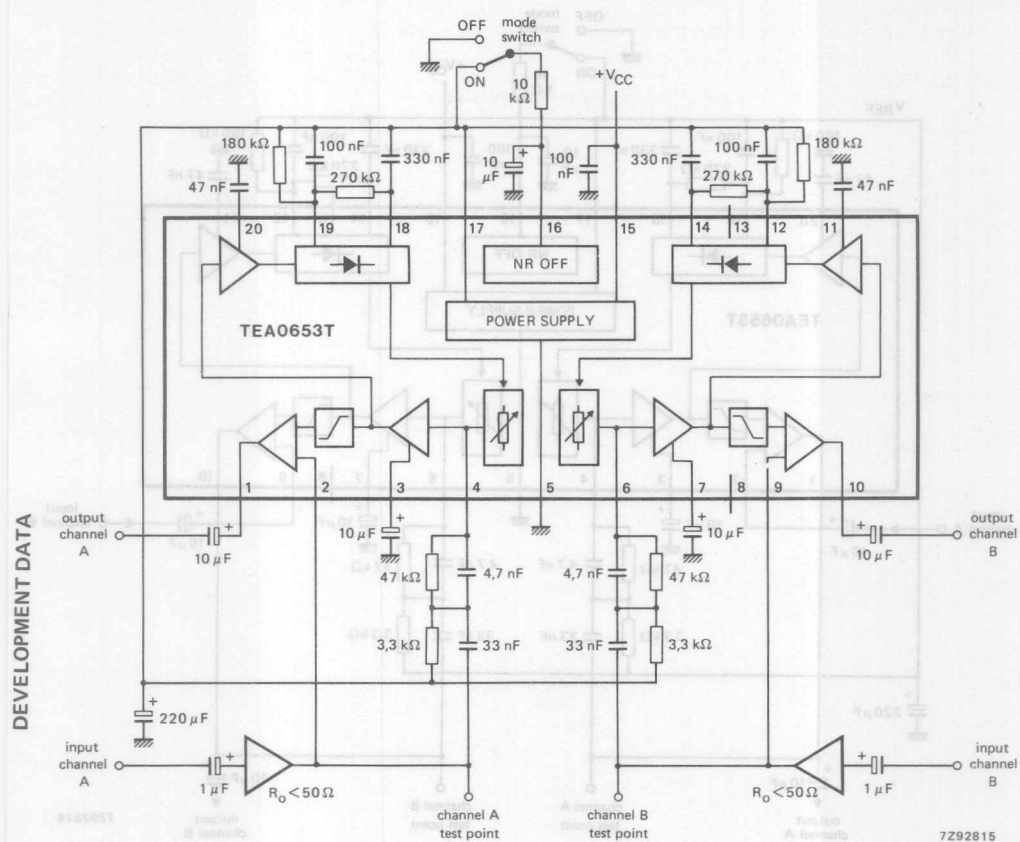 OFF
mode
switch
ON
10
kΩ
+VCC
180 kΩ
100 nF
330 nF
10
μF
100
nF
330 nF
100 nF
180 kΩ
47 nF
270 kΩ
270 kΩ
47 nF
20
19
18
17
16
15
14
13
12
11
NR OFF
TEA0653T
POWER SUPPLY
1
2
3
4
5
6
7
8
9
10
output
channel
A
10 μF
10 μF
10 μF
10 μF
output
channel
B
DEVELOPMENT DATA
47 kΩ
4,7 nF
4,7 nF
47 kΩ
3,3 kΩ
33 nF
33 nF
3,3 kΩ
220 μF
input
channel
A
1 μF
Ro<50Ω
Ro<50Ω
1 μF
input
channel
B
channel A
test point
channel B
test point
7Z92815